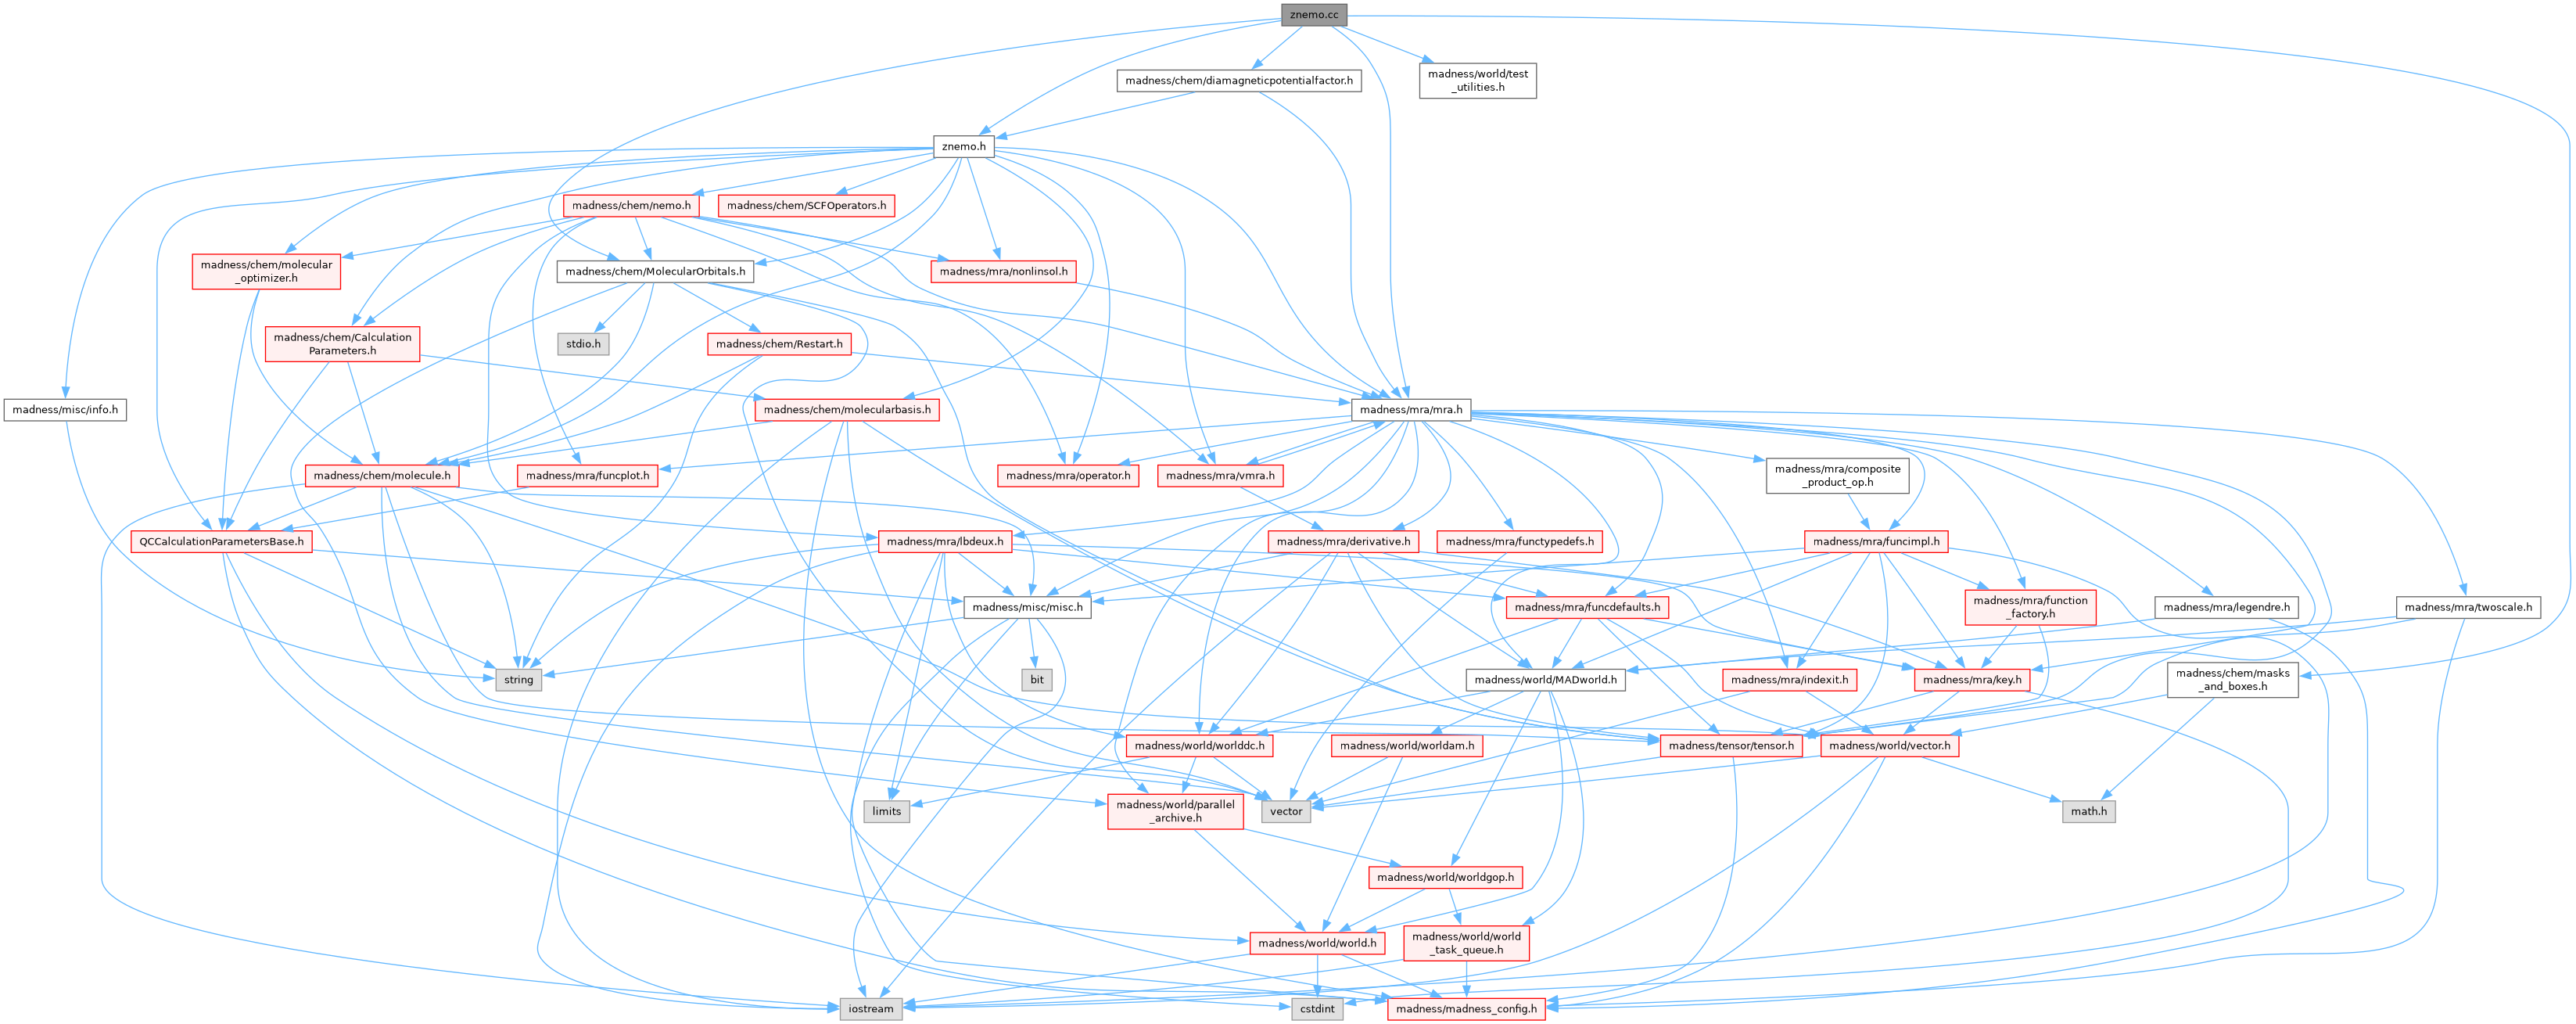 znemo.cc
madness/chem/diamagneticpotentialfactor.h
madness/world/test
_utilities.h
znemo.h
madness/chem/nemo.h
madness/chem/SCFOperators.h
madness/chem/molecular
_optimizer.h
madness/chem/MolecularOrbitals.h
madness/mra/nonlinsol.h
madness/chem/Calculation
Parameters.h
stdio.h
madness/chem/Restart.h
madness/misc/info.h
madness/chem/molecularbasis.h
madness/mra/mra.h
madness/chem/molecule.h
madness/mra/funcplot.h
madness/mra/operator.h
madness/mra/vmra.h
madness/mra/composite
_product_op.h
QCCalculationParametersBase.h
madness/mra/lbdeux.h
madness/mra/derivative.h
madness/mra/functypedefs.h
madness/mra/funcimpl.h
madness/misc/misc.h
madness/mra/funcdefaults.h
madness/mra/function
_factory.h
madness/mra/legendre.h
madness/mra/twoscale.h
string
bit
madness/world/MADworld.h
madness/mra/indexit.h
madness/mra/key.h
madness/chem/masks
_and_boxes.h
madness/world/worlddc.h
madness/world/worldam.h
madness/tensor/tensor.h
madness/world/vector.h
limits
madness/world/parallel
_archive.h
vector
math.h
madness/world/worldgop.h
madness/world/world.h
madness/world/world
_task_queue.h
iostream
cstdint
madness/madness_config.h